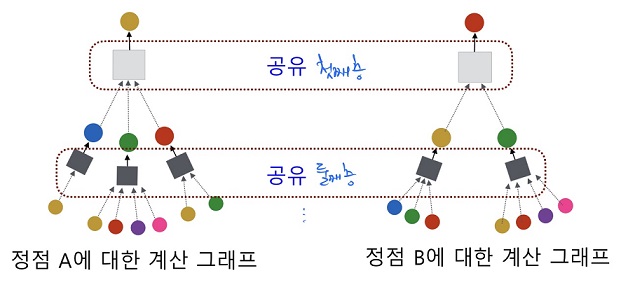 공유 첫째층
공유 둘째층
⋮
정점 A에 대한 계산 그래프
정점 B에 대한 계산 그래프